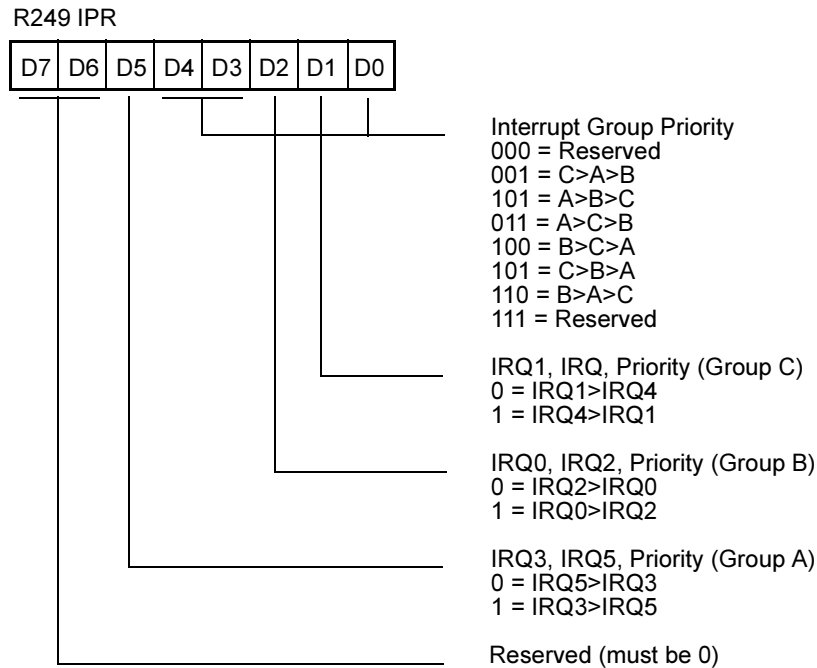 R249 IPR
D7 D6 D5 D4 D3 D2 D1 D0
Interrupt Group Priority
000 = Reserved
001 = C>A>B
101 = A>B>C
011 = A>C>B
100 = B>C>A
101 = C>B>A
110 = B>A>C
111 = Reserved
IRQ1, IRQ, Priority (Group C)
0 = IRQ1>IRQ4
1 = IRQ4>IRQ1
IRQ0, IRQ2, Priority (Group B)
0 = IRQ2>IRQ0
1 = IRQ0>IRQ2
IRQ3, IRQ5, Priority (Group A)
0 = IRQ5>IRQ3
1 = IRQ3>IRQ5
Reserved (must be 0)